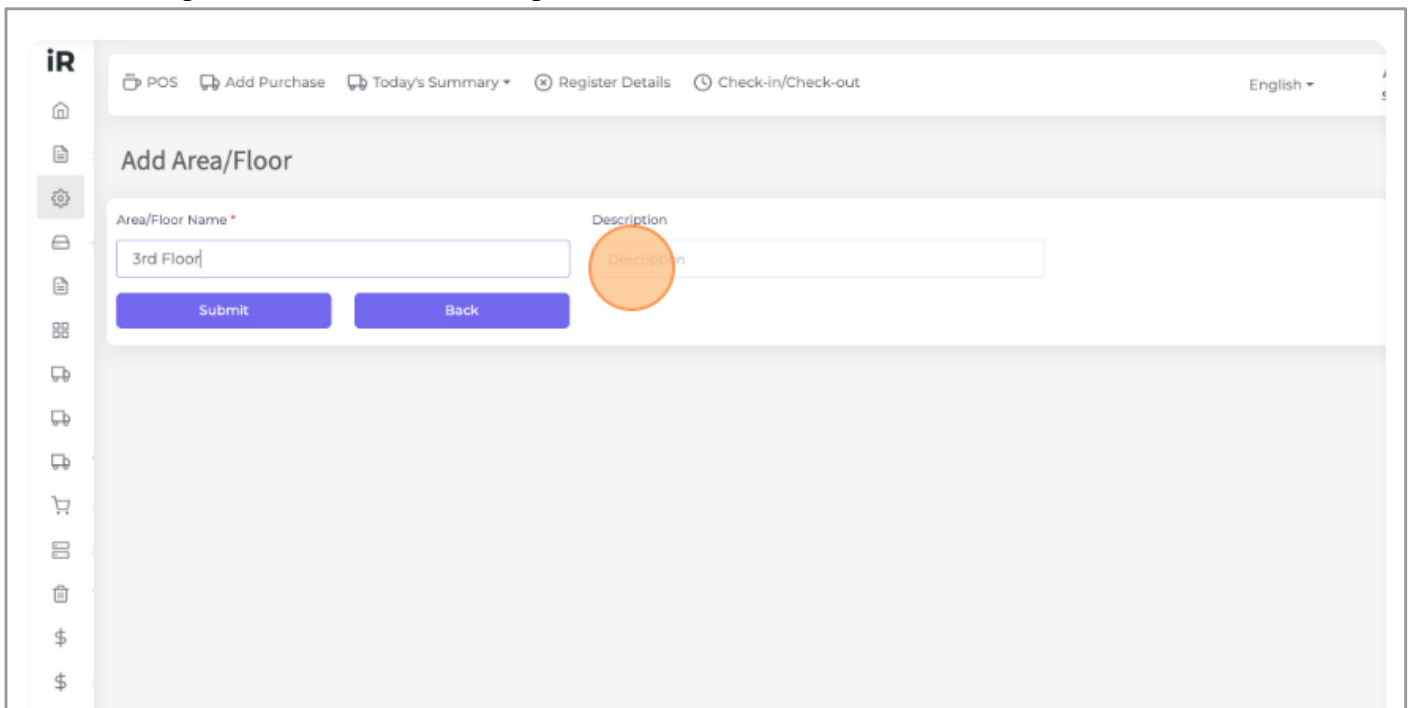 iR
POS Add Purchase Today's Summary Register Details Check-in/Check-out English
Add Area/Floor
Area/Floor Name * Description
3rd Floor Description
Submit Back